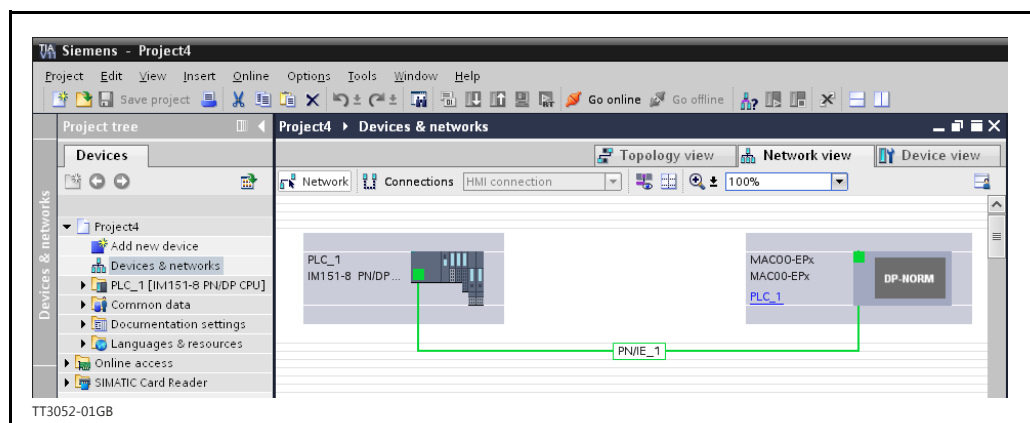 Siemens - Project4
Project Edit View Insert Online Options Tools Window Help
Save project Go online Go offline
Project tree
Project4 Devices & networks
Devices
Topology view Network view Device view
Network Connections HMI connection 100%
Devices & networks
Project4
Add new device
Devices & networks
PLC_1 [IM151-8 PN/DP CPU]
Common data
Documentation settings
Languages & resources
Online access
SIMATIC Card Reader
PLC_1
IM151-8 PN/DP...
MAC00-EPx
MAC00-EPx
PLC_1
DP-NORM
PN/IE_1
TT3052-01GB